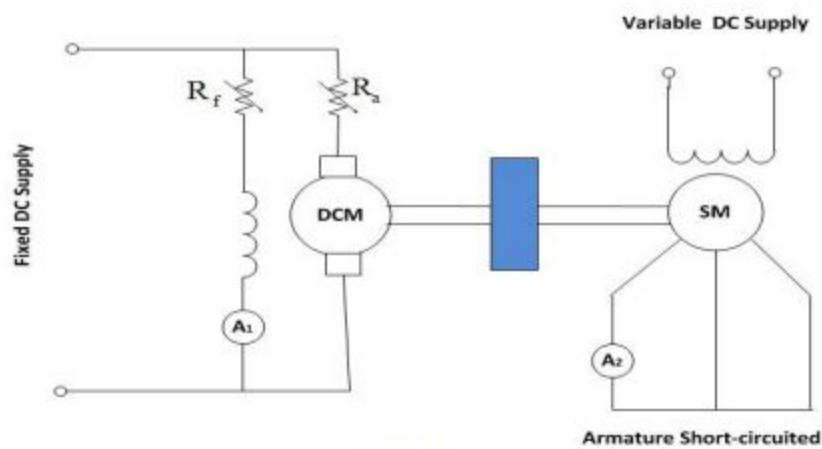 Variable DC Supply
Rf
Ra
Fixed DC Supply
DCM
SM
A1
A2
Armature Short-circuited